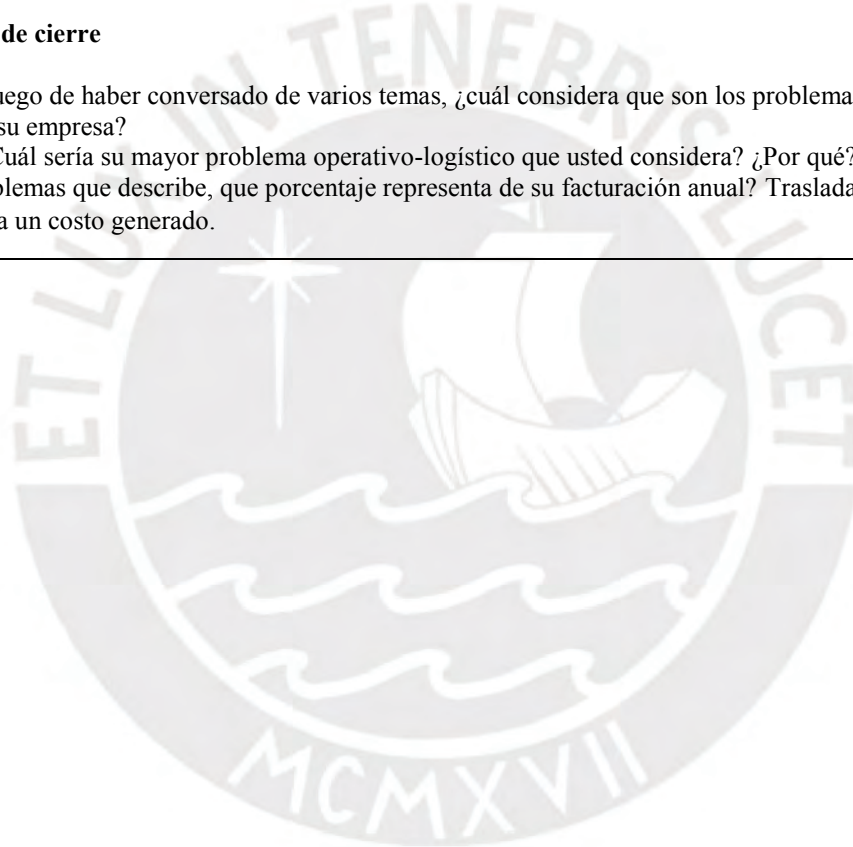 de cierre
uego de haber conversado de varios temas, ¿cuál considera que son los problema
su empresa?
Cuál sería su mayor problema operativo-logístico que usted considera? ¿Por qué?
blemas que describe, que porcentaje representa de su facturación anual? Traslada
a un costo generado.
ET LUX IN TENEBRIS LUCET
MCMXVII